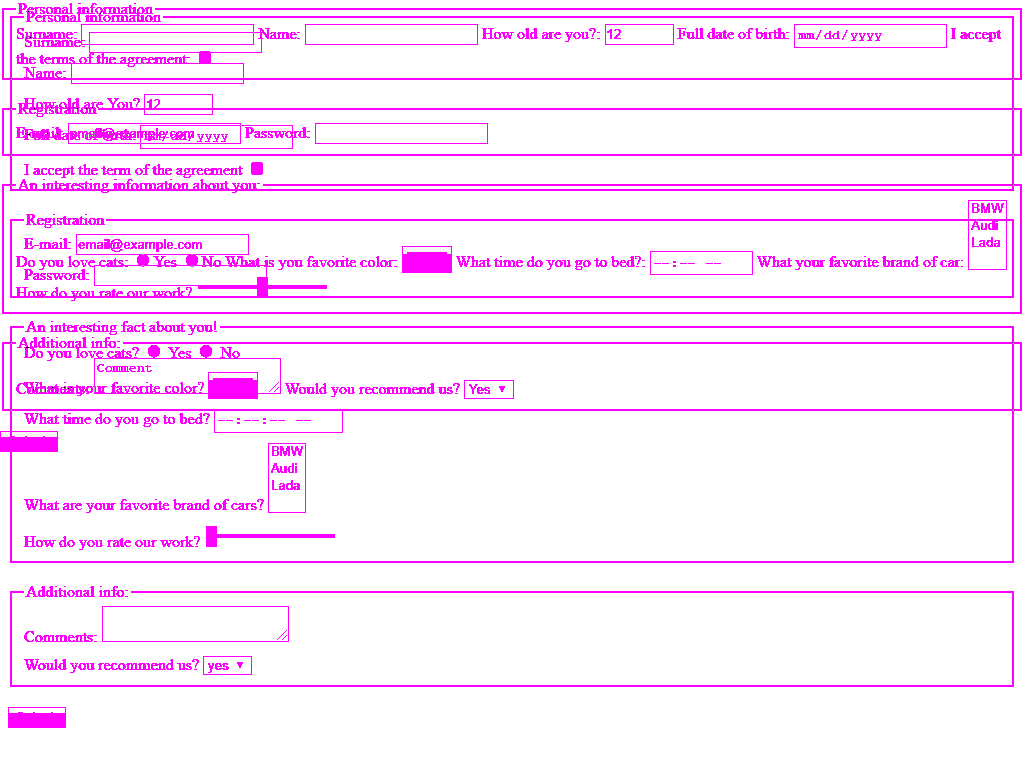 Personal information
Personal information
Surname: Name: How old are you?: 12 Full date of birth: mm/dd/yyyy I accept
Surname:
the terms of the agreement:
Name:
How old are You? 12
Registration
E-mail: email@example.com Password:
Full date of birth: mm/dd/yyyy
I accept the term of the agreement
An interesting information about you:
BMW
Audi
Lada
Registration
E-mail: email@example.com
Do you love cats: Yes No What is you favorite color: What time do you go to bed?: --:-- -- What your favorite brand of car:
Password:
How do you rate our work?
An interesting fact about you!
Additional info:
Do you love cats? Yes No
Comment
Comments: Would you recommend us? Yes
What is your favorite color?
What time do you go to bed? --:--:-- --
BMW
Audi
Lada
What are your favorite brand of cars?
How do you rate our work?
Additional info:
Comments:
Would you recommend us? yes